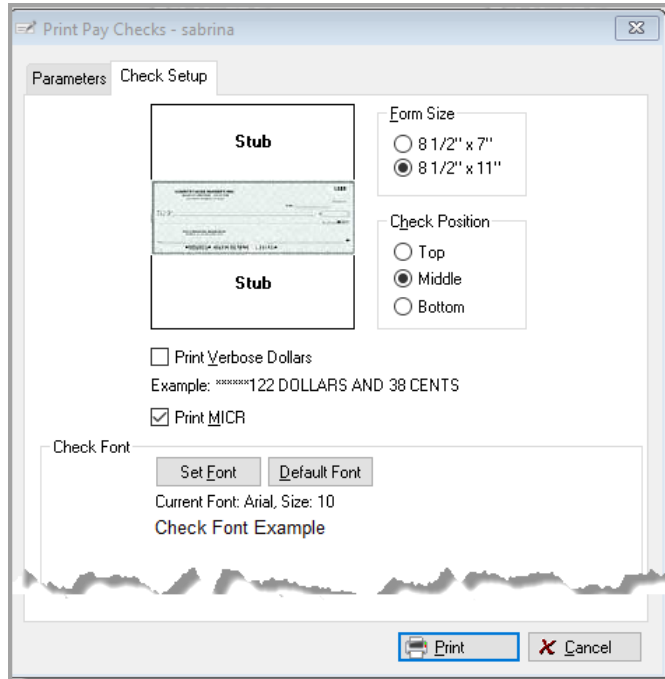 Print Pay Checks - sabrina
Parameters
Check Setup
Stub
Stub
Form Size
8 1/2" x 7"
8 1/2" x 11"
Check Position
Top
Middle
Bottom
Print Verbose Dollars
Example: ******122 DOLLARS AND 38 CENTS
Print MICR
Check Font
Set Font
Default Font
Current Font: Arial, Size: 10
Check Font Example
Print
Cancel